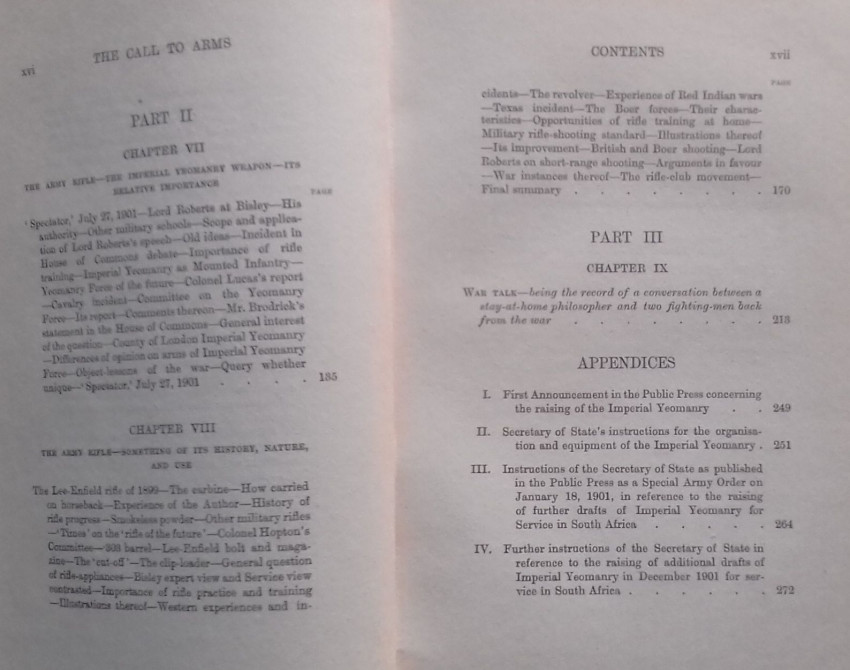 xvi
THE CALL TO ARMS
PART II
CHAPTER VII
THE ARMY RIFLE—THE IMPERIAL YEOMANRY WEAPON—ITS
RELATIVE IMPORTANCE
PAGE
'Spectator,' July 27, 1901—Lord Roberts at Bisley—His
authority—Other military schools—Scope and applica-
tion of Lord Roberts's speech—Old ideas—Incident in
House of Commons debate—Importance of rifle
training—Imperial Yeomanry as Mounted Infantry—
Yeomanry Force of the future—Colonel Lucas's report
—Cavalry incident—Committee on the Yeomanry
Force—Its report—Comments thereon—Mr. Brodrick's
statement in the House of Commons—General interest
of the question—County of London Imperial Yeomanry
—Differences of opinion on arms of Imperial Yeomanry
Force—Object-lessons of the war—Query whether
unique—'Spectator,' July 27, 1901 . . . . 135
CHAPTER VIII
THE ARMY RIFLE—SOMETHING OF ITS HISTORY, NATURE,
AND USE
The Lee-Enfield rifle of 1899—The carbine—How carried
on horseback—Experience of the Author—History of
rifle progress—Smokeless powder—Other military rifles
—'Times' on the 'rifle of the future'—Colonel Hopton's
Committee—·303 barrel—Lee-Enfield bolt and maga-
zine—The 'cut-off'—The clip-loader—General question
of rifle-appliances—Bisley expert view and Service view
contrasted—Importance of rifle practice and training
—Illustrations thereof—Western experiences and in-
CONTENTS
xvii
PAGE
cidents—The revolver—Experience of Red Indian wars
—Texas incident—The Boer forces—Their charac-
teristics—Opportunities of rifle training at home—
Military rifle-shooting standard—Illustrations thereof
—Its improvement—British and Boer shooting—Lord
Roberts on short-range shooting—Arguments in favour
—War instances thereof—The rifle-club movement—
Final summary . . . . . . . . 170
PART III
CHAPTER IX
WAR TALK—being the record of a conversation between a
stay-at-home philosopher and two fighting-men back
from the war . . . . . . . 213
APPENDICES
I. First Announcement in the Public Press concerning
the raising of the Imperial Yeomanry . . 249
II. Secretary of State's instructions for the organisa-
tion and equipment of the Imperial Yeomanry . 251
III. Instructions of the Secretary of State as published
in the Public Press as a Special Army Order on
January 18, 1901, in reference to the raising
of further drafts of Imperial Yeomanry for
Service in South Africa . . . . . 264
IV. Further instructions of the Secretary of State in
reference to the raising of additional drafts of
Imperial Yeomanry in December 1901 for ser-
vice in South Africa . . . . . . 272